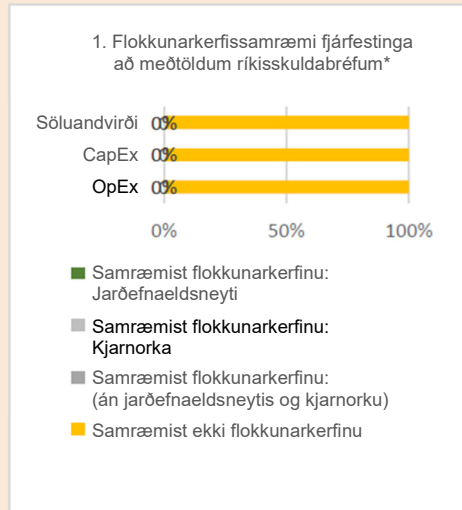 1. Flokkunarkerfissamræmi fjárfestinga
að meðtöldum ríkisskuldabréfum*
Söluandvirði 0%
CapEx 0%
OpEx 0%
0% 50% 100%
Samræmist flokkunarkerfinu:
Jarðefnaeldsneyti
Samræmist flokkunarkerfinu:
Kjarnorka
Samræmist flokkunarkerfinu:
(án jarðefnaeldsneytis og kjarnorku)
Samræmist ekki flokkunarkerfinu